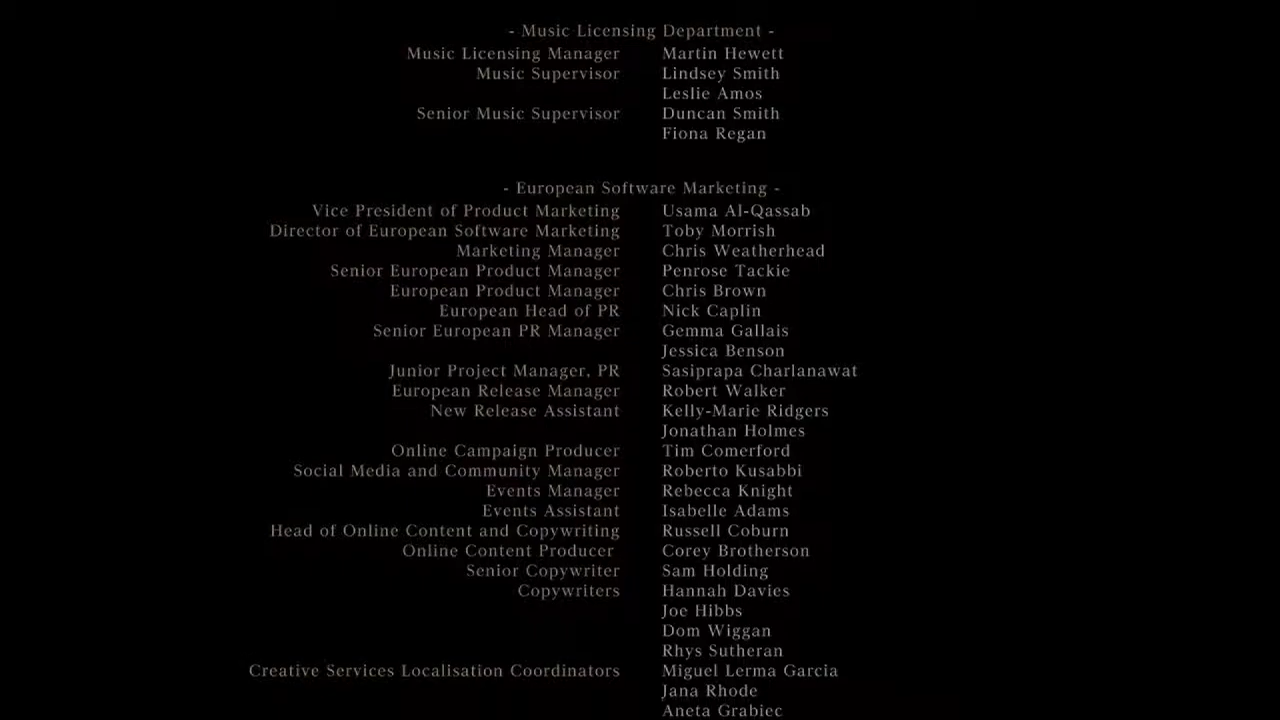 - Music Licensing Department -
Music Licensing Manager Martin Hewett
Music Supervisor Lindsey Smith
Leslie Amos
Senior Music Supervisor Duncan Smith
Fiona Regan
- European Software Marketing -
Vice President of Product Marketing Usama Al-Qassab
Director of European Software Marketing Toby Morrish
Marketing Manager Chris Weatherhead
Senior European Product Manager Penrose Tackie
European Product Manager Chris Brown
European Head of PR Nick Caplin
Senior European PR Manager Gemma Gallais
Jessica Benson
Junior Project Manager, PR Sasiprapa Charlanawat
European Release Manager Robert Walker
New Release Assistant Kelly-Marie Ridgers
Jonathan Holmes
Online Campaign Producer Tim Comerford
Social Media and Community Manager Roberto Kusabbi
Events Manager Rebecca Knight
Events Assistant Isabelle Adams
Head of Online Content and Copywriting Russell Coburn
Online Content Producer Corey Brotherson
Senior Copywriter Sam Holding
Copywriters Hannah Davies
Joe Hibbs
Dom Wiggan
Rhys Sutheran
Creative Services Localisation Coordinators Miguel Lerma Garcia
Jana Rhode
Aneta Grabiec